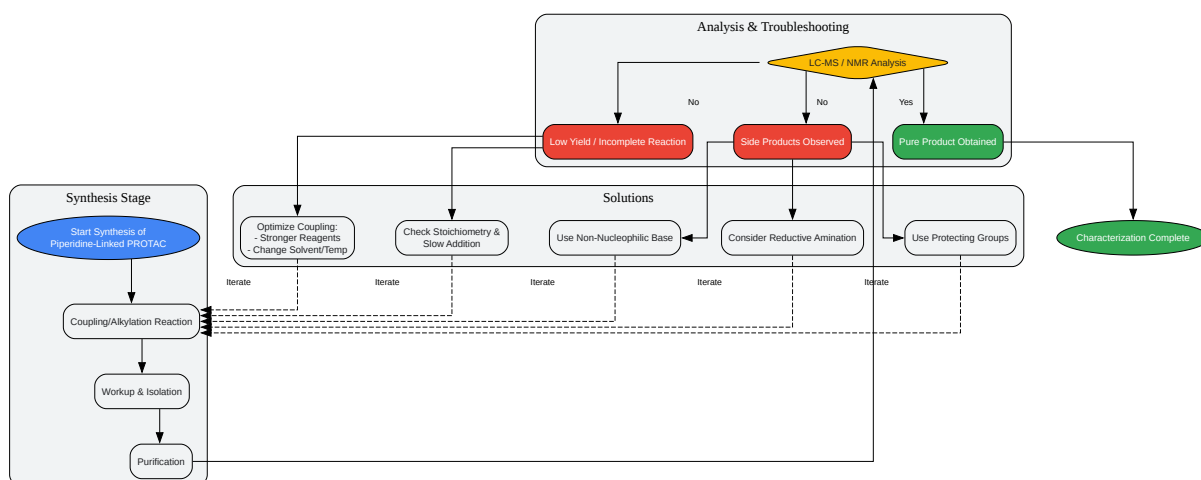 Analysis & Troubleshooting
LC-MS / NMR Analysis
No
No
Yes
Low Yield / Incomplete Reaction
Side Products Observed
Pure Product Obtained
Synthesis Stage
Start Synthesis of
Piperidine-Linked PROTAC
Solutions
Optimize Coupling:
- Stronger Reagents
- Change Solvent/Temp
Check Stoichiometry &
Slow Addition
Use Non-Nucleophilic Base
Consider Reductive Amination
Use Protecting Groups
Characterization Complete
Iterate
Iterate
Iterate
Iterate
Iterate
Coupling/Alkylation Reaction
Workup & Isolation
Purification